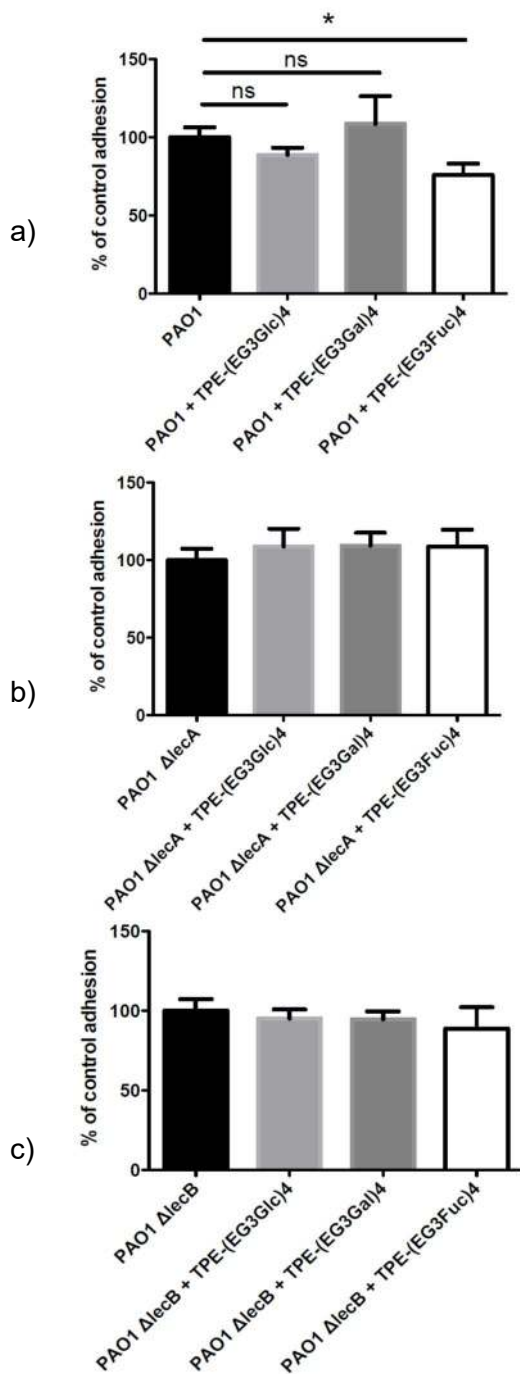 *
ns
ns
a)
% of control adhesion
150
100
50
0
PAO1
PAO1 + TPE-(EG3Glc)4
PAO1 + TPE-(EG3Gal)4
PAO1 + TPE-(EG3Fuc)4
b)
% of control adhesion
150
100
50
0
PAO1 ΔlecA
PAO1 ΔlecA + TPE-(EG3Glc)4
PAO1 ΔlecA + TPE-(EG3Gal)4
PAO1 ΔlecA + TPE-(EG3Fuc)4
c)
% of control adhesion
150
100
50
0
PAO1 ΔlecB
PAO1 ΔlecB + TPE-(EG3Glc)4
PAO1 ΔlecB + TPE-(EG3Gal)4
PAO1 ΔlecB + TPE-(EG3Fuc)4